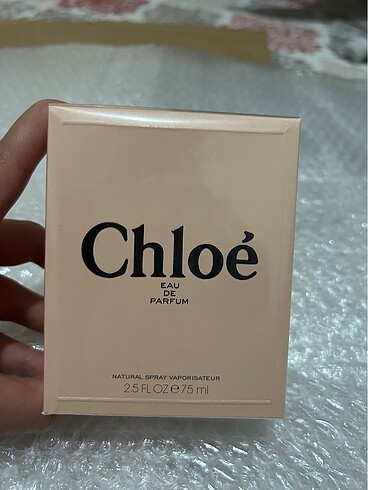 Chloé
EAU
DE
PARFUM
NATURAL SPRAY VAPORISATEUR
2.5 FL OZ ℮ 75 ml